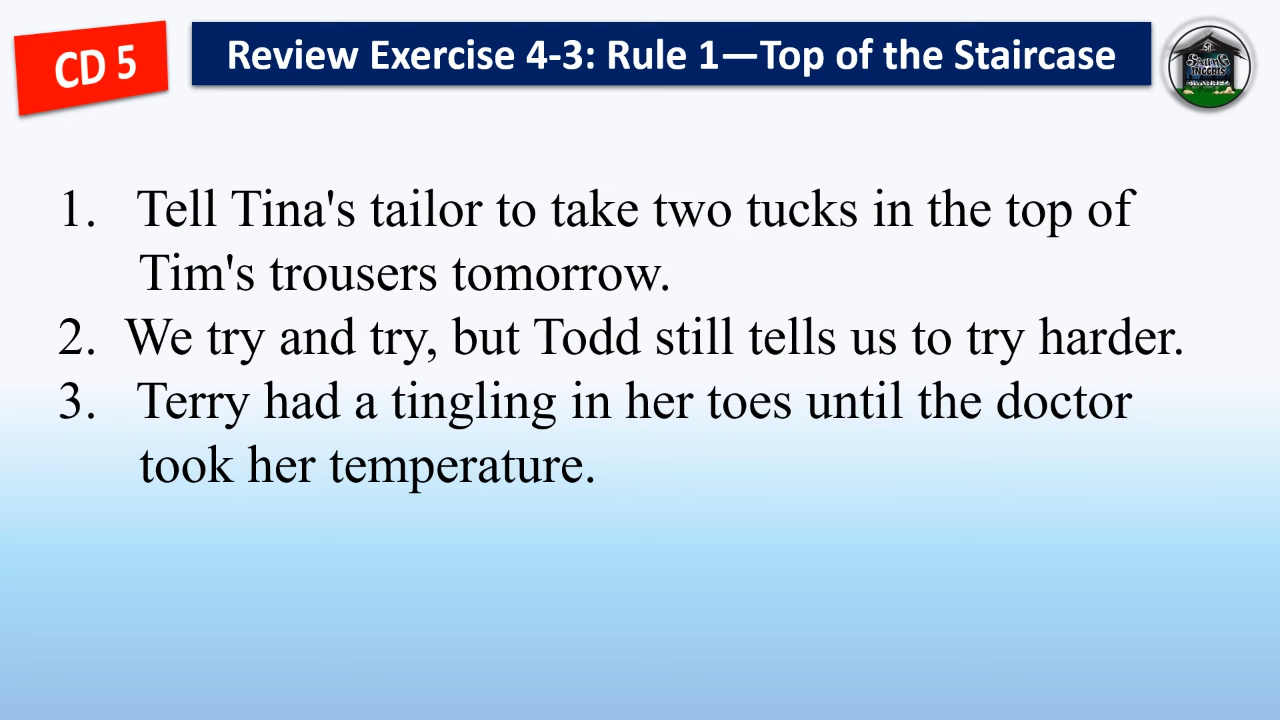 CD 5
Review Exercise 4-3: Rule 1—Top of the Staircase
INGGRIS
1. Tell Tina's tailor to take two tucks in the top of
Tim's trousers tomorrow.
2. We try and try, but Todd still tells us to try harder.
3. Terry had a tingling in her toes until the doctor
took her temperature.